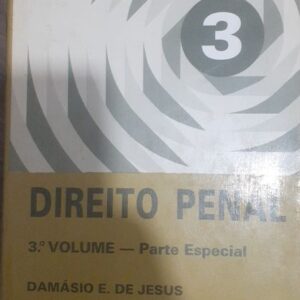 3
DIREITO PENAL
3.º VOLUME — Parte Especial
DAMÁSIO E. DE JESUS